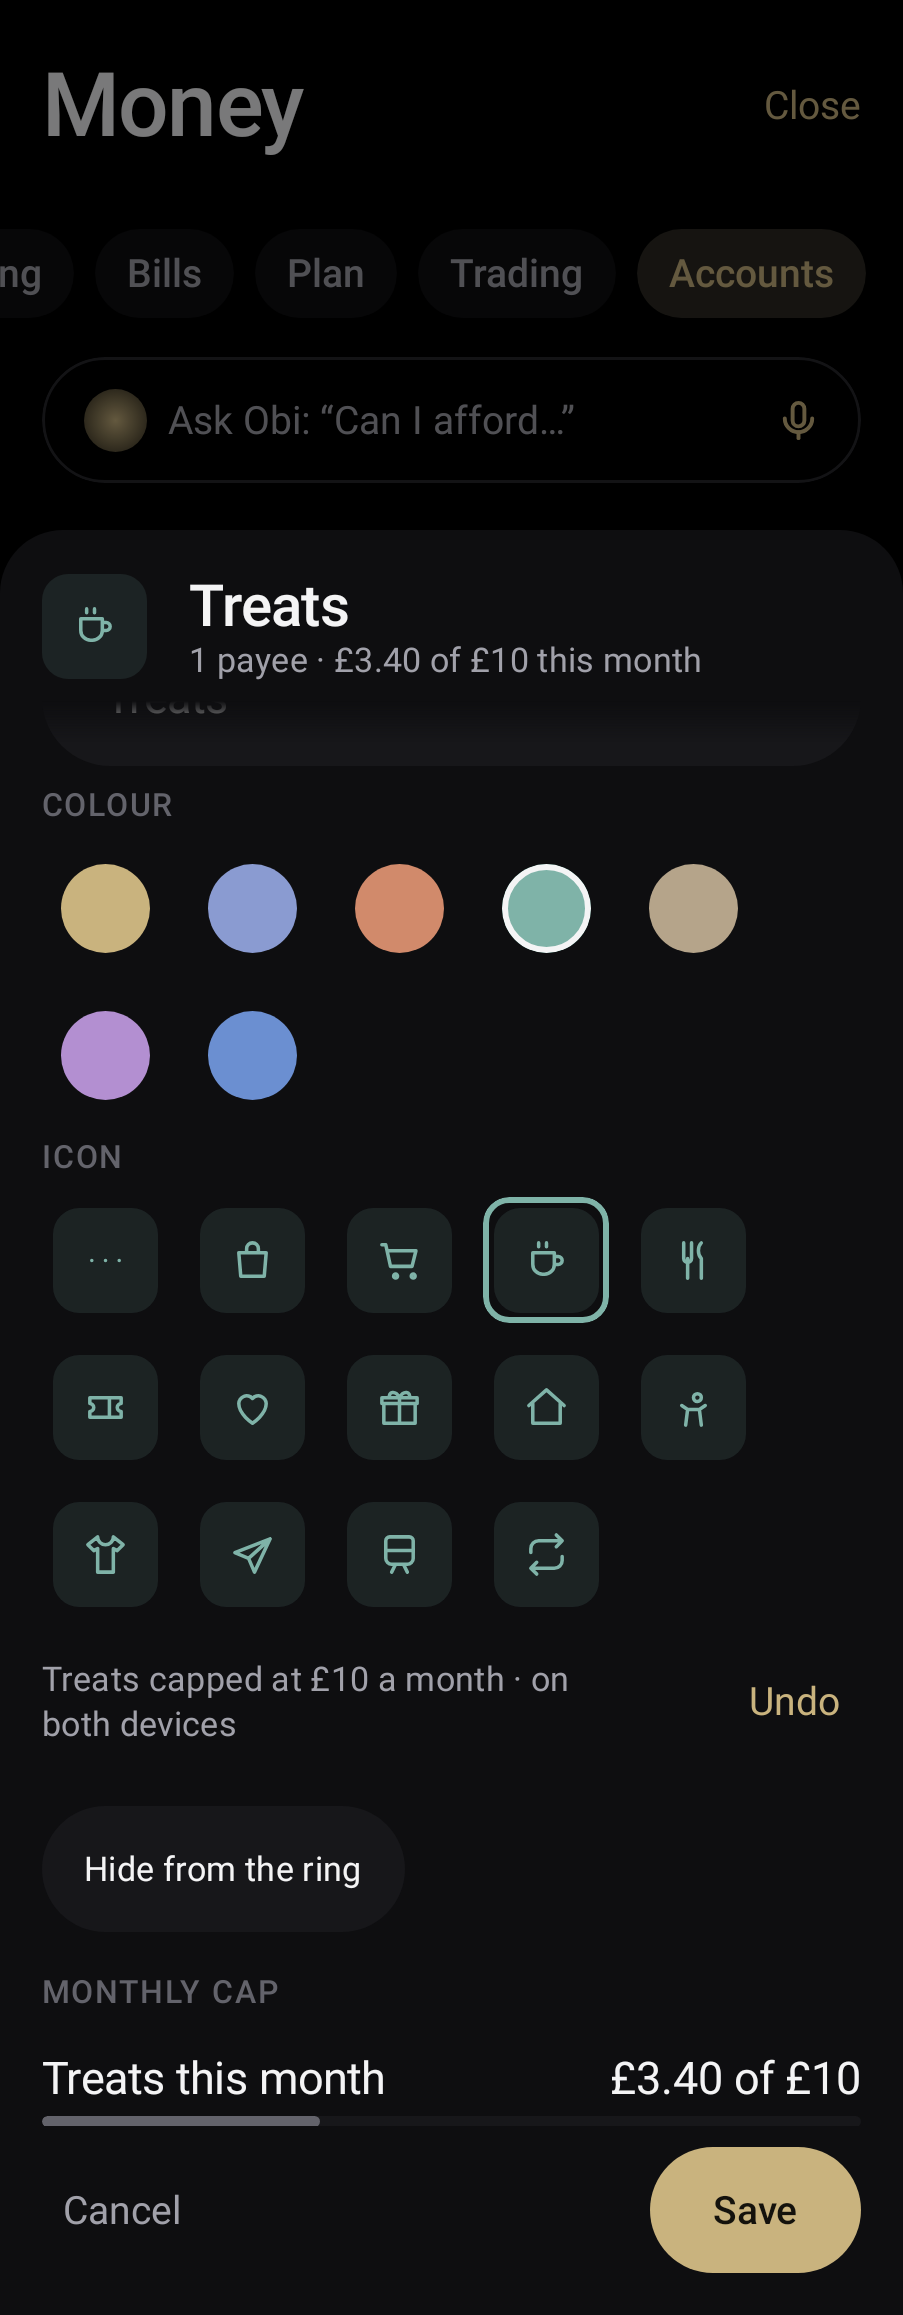 Money
Close
ng
Bills
Plan
Trading
Accounts
Ask Obi: “Can I afford…”
Treats
1 payee · £3.40 of £10 this month
Treats
COLOUR
ICON
Treats capped at £10 a month · on
both devices
Undo
Hide from the ring
MONTHLY CAP
Treats this month
£3.40 of £10
Cancel
Save